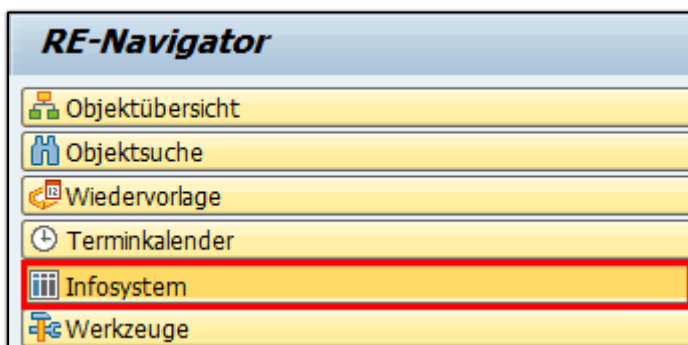 RE-Navigator
Objektübersicht
Objektsuche
Wiedervorlage
Terminkalender
Infosystem
Werkzeuge